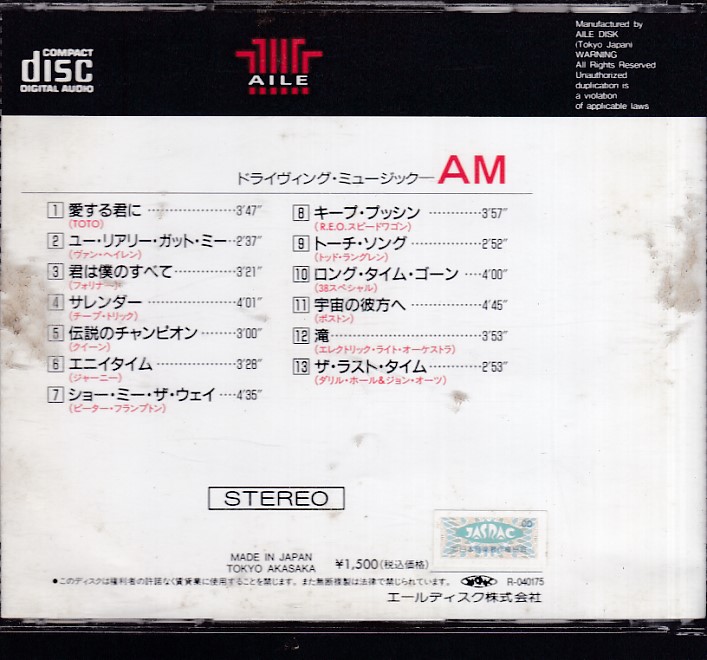 COMPACT
disc
DIGITAL AUDIO
AILE
Manufactured by
AILE DISK
(Tokyo Japan)
WARNING
All Rights Reserved
Unauthorized
duplication is
a violation
of applicable laws
ドライヴィング・ミュージック—AM
1 愛する君に …………………3'47"
(TOTO)
2 ユー・リアリー・ガット・ミー…2'37"
(ヴァン・ヘイレン)
3 君は僕のすべて……………3'21"
(フォリナー)
4 サレンダー …………………4'01"
(チープ・トリック)
5 伝説のチャンピオン………3'00"
(クイーン)
6 エニイタイム ………………3'28"
(ジャーニー)
7 ショー・ミー・ザ・ウェイ …4'35"
(ピーター・フランプトン)
8 キープ・プッシン …………3'57"
(R.E.O.スピードワゴン)
9 トーチ・ソング ……………2'52"
(トッド・ラングレン)
10 ロング・タイム・ゴーン …4'00"
(38スペシャル)
11 宇宙の彼方へ ………………4'45"
(ボストン)
12 滝……………………………3'53"
(エレクトリック・ライト・オーケストラ)
13 ザ・ラスト・タイム…………2'53"
(ダリル・ホール&ジョン・オーツ)
STEREO
JASRAC
MADE IN JAPAN
TOKYO AKASAKA
¥1,500(税込価格)
●このディスクは権利者の許諾なく賃貸業に使用することを禁じます。また無断複製は法律で禁じられています。
R-040175
エールディスク株式会社